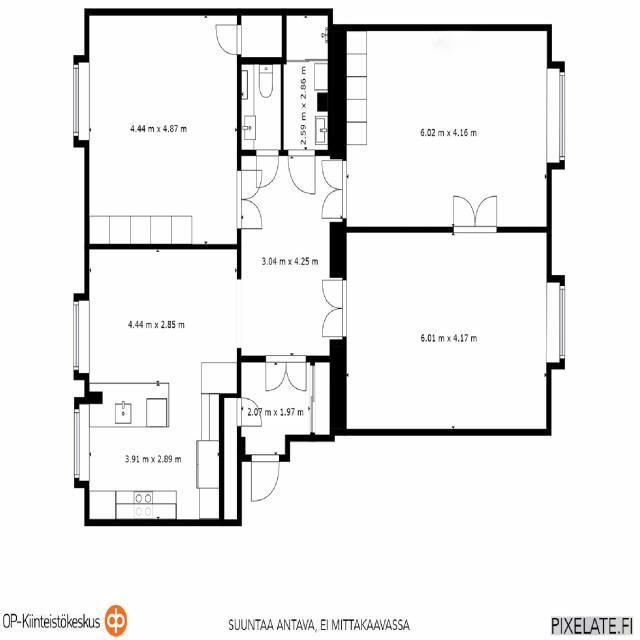 4.44 m x 4.87 m
2.59 m x 2.86 m
6.02 m x 4.16 m
3.04 m x 4.25 m
4.44 m x 2.85 m
6.01 m x 4.17 m
2.07 m x 1.97 m
3.91 m x 2.89 m
OP-Kiinteistökeskus
SUUNTAA ANTAVA, EI MITTAKAAVASSA
PIXELATE.FI